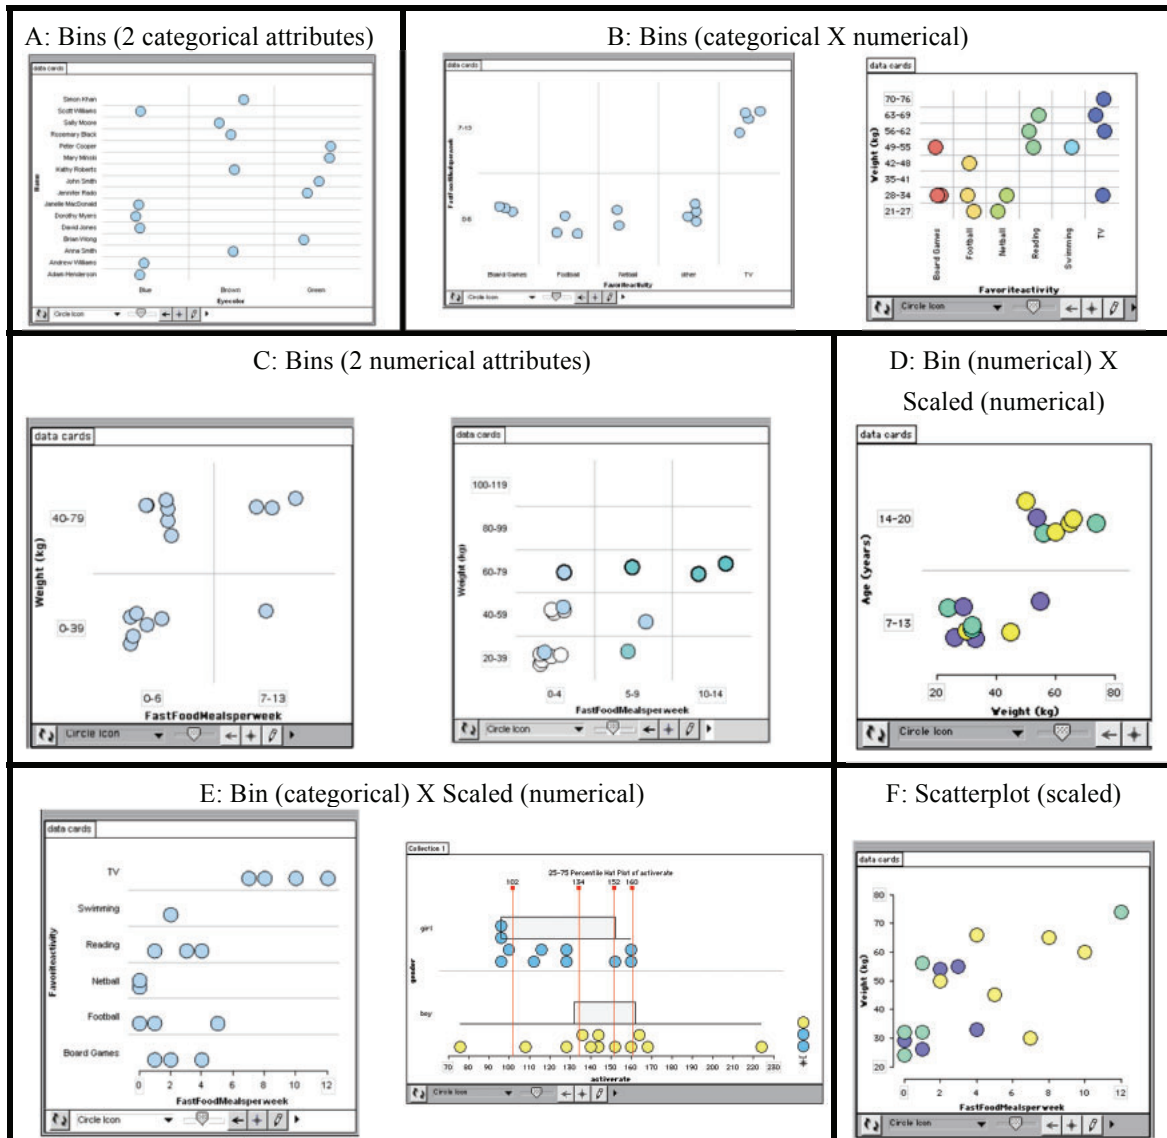 A: Bins (2 categorical attributes)
data cards
Simon Khan
Scott Williams
Sally Moore
Rosemary Black
Peter Cooper
Mary Minski
Kathy Roberts
John Smith
Jennifer Rado
Janelle MacDonald
Dorothy Myers
David Jones
Brian Wong
Anna Smith
Andrew Williams
Adam Henderson
Name
Blue Brown Green
Eyecolor
Circle Icon
B: Bins (categorical X numerical)
data cards
7-13
0-6
FastFoodMealsperweek
Board Games Football Netball other TV
Favoriteactivity
Circle Icon
data cards
70-76
63-69
56-62
49-55
42-48
35-41
28-34
21-27
Weight (kg)
Board Games
Football
Netball
Reading
Swimming
TV
Favoriteactivity
Circle Icon
C: Bins (2 numerical attributes)
data cards
40-79
0-39
Weight (kg)
0-6 7-13
FastFoodMealsperweek
Circle Icon
data cards
100-119
80-99
60-79
40-59
20-39
Weight (kg)
0-4 5-9 10-14
FastFoodMealsperweek
Circle Icon
D: Bin (numerical) X
Scaled (numerical)
data cards
14-20
7-13
Age (years)
20 40 60 80
Weight (kg)
Circle Icon
E: Bin (categorical) X Scaled (numerical)
data cards
TV
Swimming
Reading
Netball
Football
Board Games
Favoriteactivity
0 2 4 6 8 10 12
FastFoodMealsperweek
Circle Icon
Collection 1
25-75 Percentile Hat Plot of activerate
102 134 152 160
girl
boy
gender
70 80 90 100 110 120 130 140 150 160 170 180 190 200 210 220 230
activerate
Circle Icon
F: Scatterplot (scaled)
data cards
80
70
60
50
40
30
20
Weight (kg)
0 2 4 6 8 10 12
FastFoodMealsperweek
Circle Icon